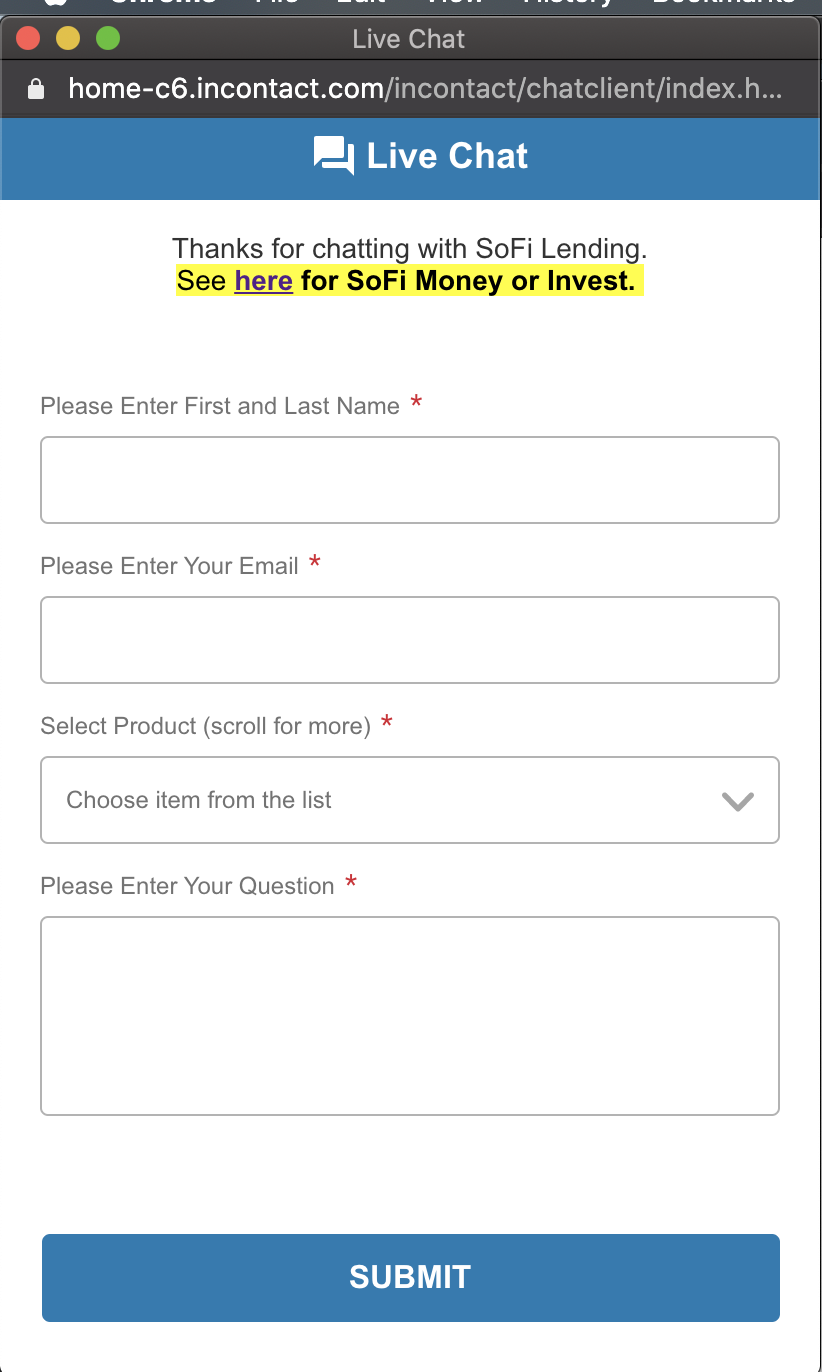 Live Chat
home-c6.incontact.com/incontact/chatclient/index.h...
Live Chat
Thanks for chatting with SoFi Lending.
See here for SoFi Money or Invest.
Please Enter First and Last Name *
Please Enter Your Email *
Select Product (scroll for more) *
Choose item from the list
Please Enter Your Question *
SUBMIT